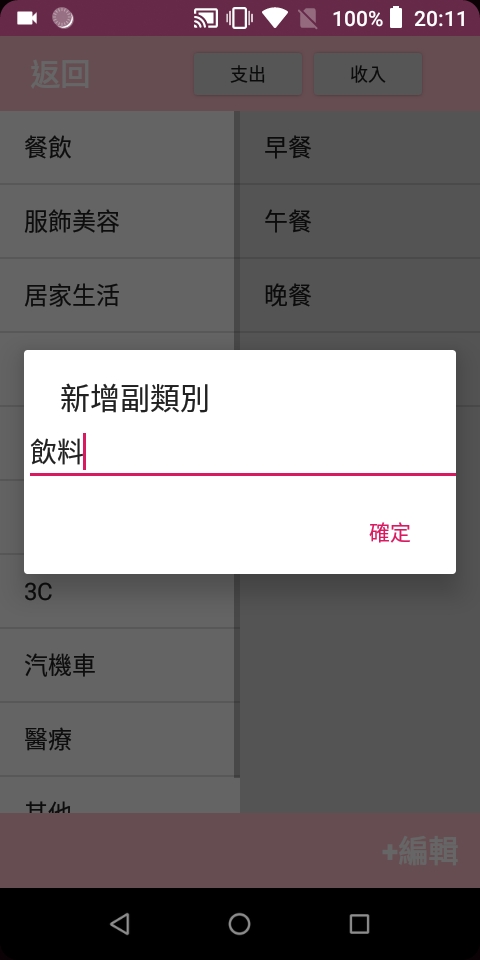 100% 20:11
返回 支出 收入
餐飲 早餐
服飾美容 午餐
居家生活 晚餐
新增副類別
飲料
確定
3C
汽機車
醫療
其他
+編輯